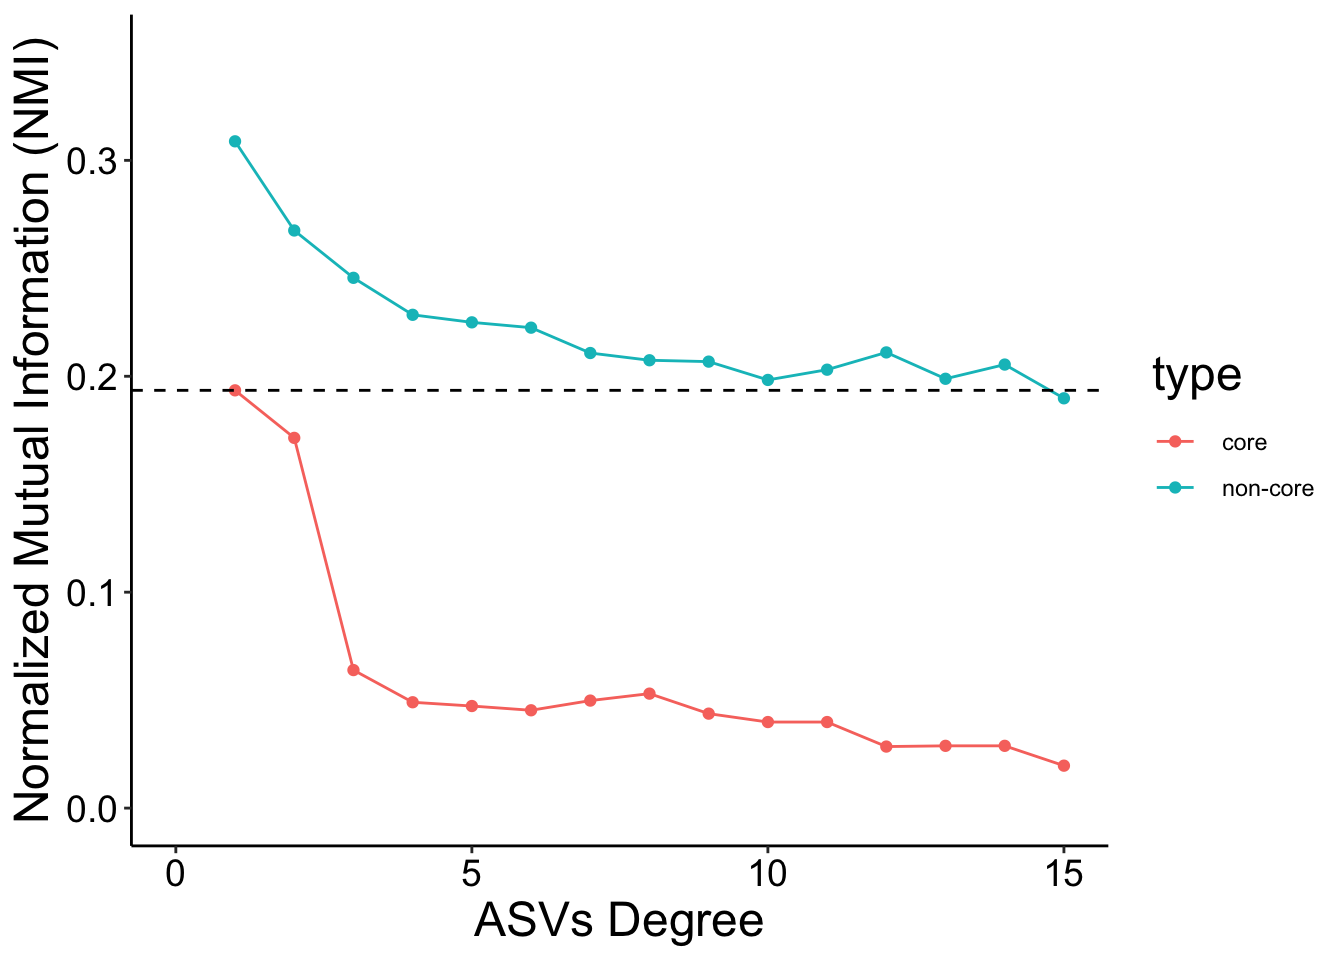 Normalized Mutual Information (NMI)
0.3
0.2
0.1
0.0
0 5 10 15
ASVs Degree
type
core
non-core